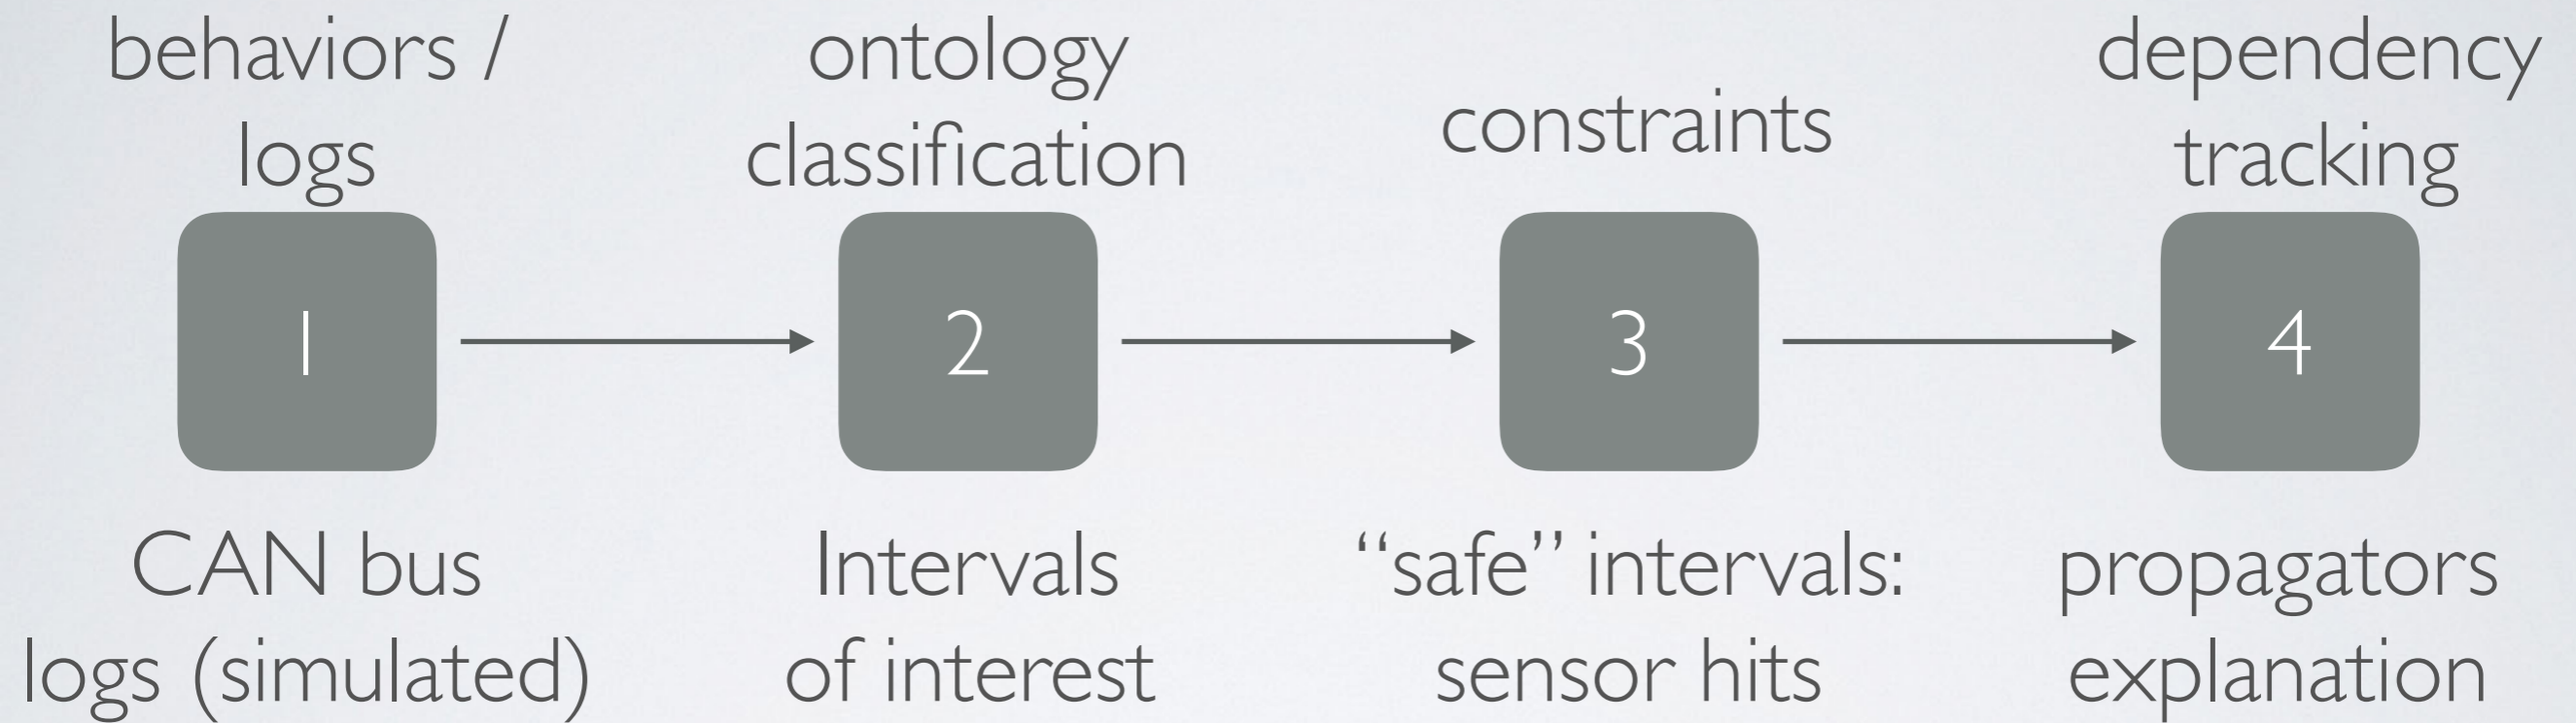 behaviors /
logs
ontology
classification
constraints
dependency
tracking
1
2
3
4
CAN bus
logs (simulated)
Intervals
of interest
“safe” intervals:
sensor hits
propagators
explanation